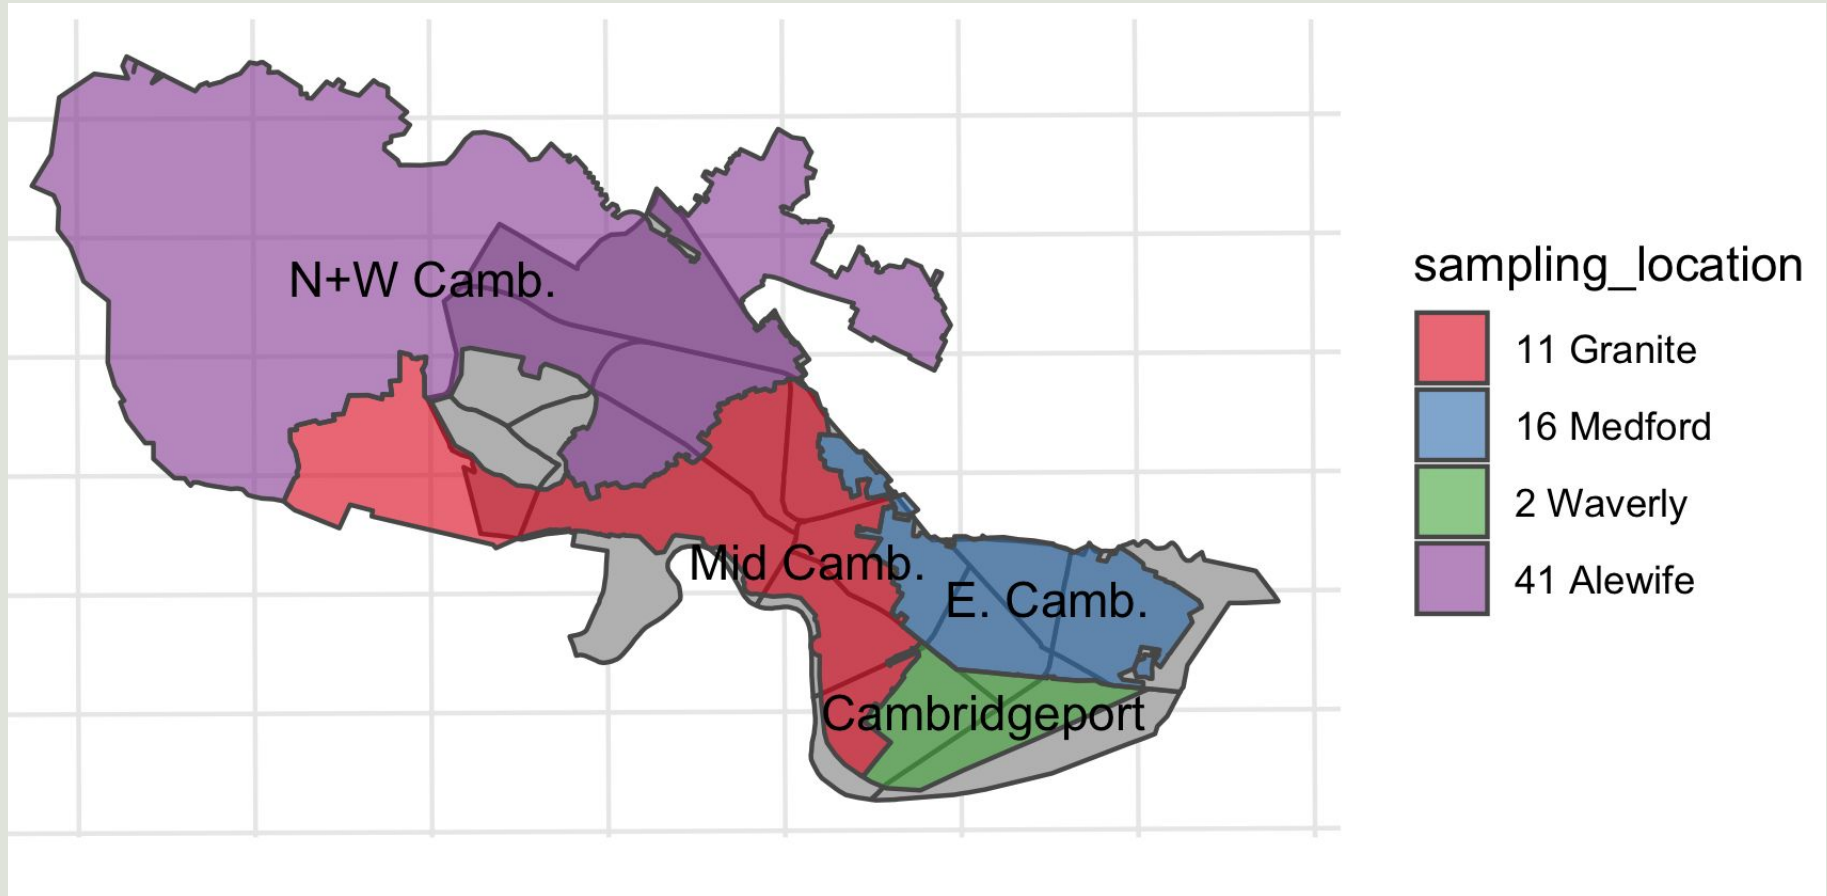 N+W Camb.
Mid Camb.
E. Camb.
Cambridgeport
sampling_location
11 Granite
16 Medford
2 Waverly
41 Alewife